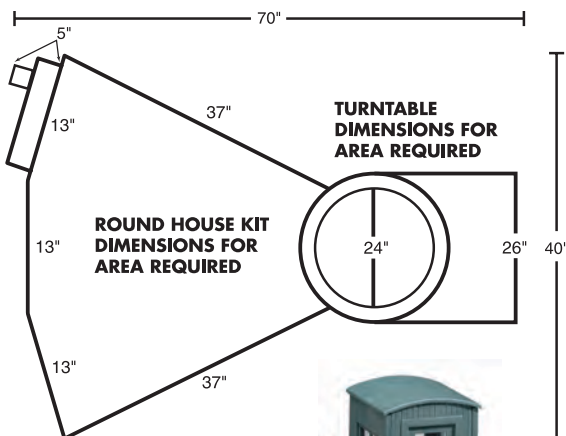 70"
5"
37"
13"
TURNTABLE
DIMENSIONS FOR
AREA REQUIRED
ROUND HOUSE KIT
DIMENSIONS FOR
AREA REQUIRED
13"
24"
26"
40"
13"
37"